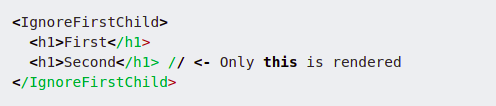 <IgnoreFirstChild>
  <h1>First</h1>
  <h1>Second</h1> // <- Only this is rendered
</IgnoreFirstChild>